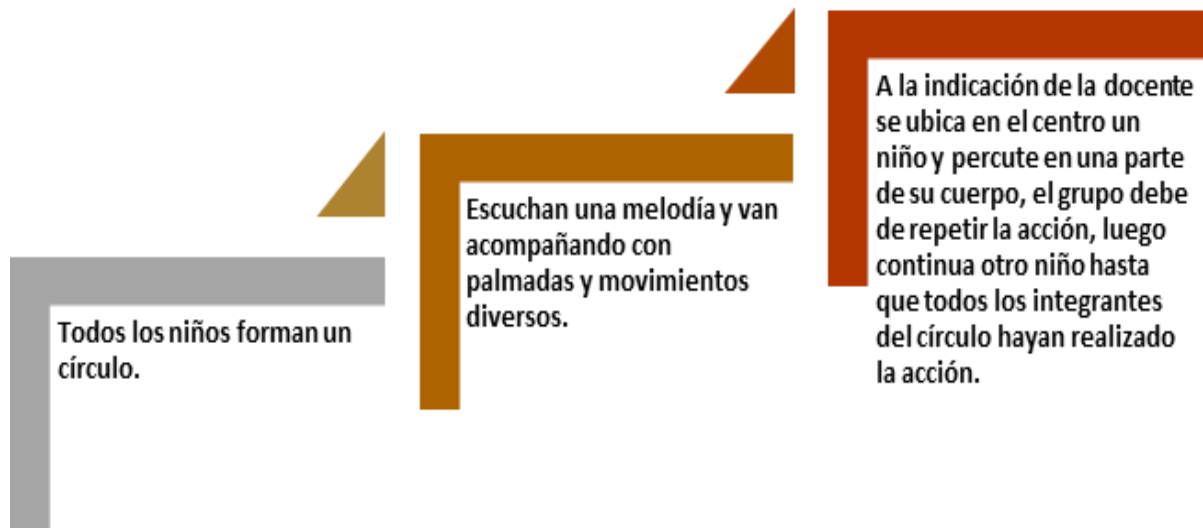 Todos los niños forman un
círculo.
Escuchan una melodía y van
acompañando con
palmadas y movimientos
diversos.
A la indicación de la docente
se ubica en el centro un
niño y percute en una parte
de su cuerpo, el grupo debe
de repetir la acción, luego
continua otro niño hasta
que todos los integrantes
del círculo hayan realizado
la acción.